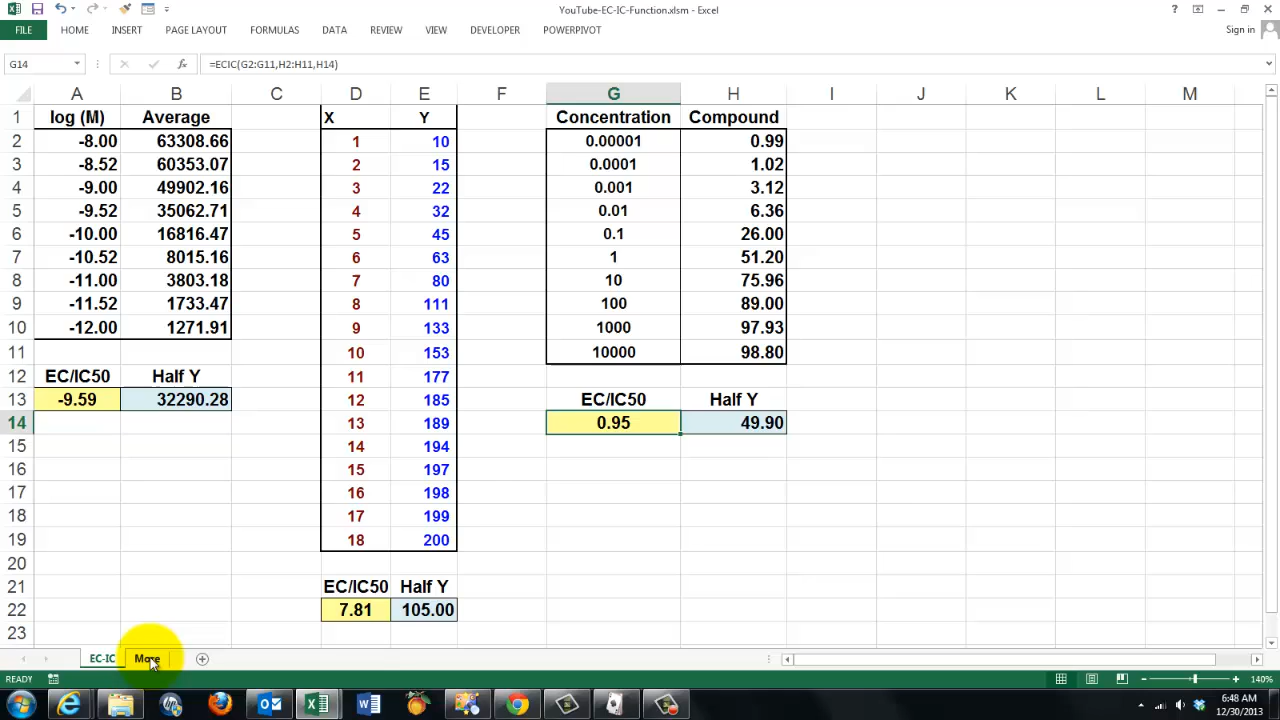 YouTube-EC-IC-Function.xlsm - Excel
FILE HOME INSERT PAGE LAYOUT FORMULAS DATA REVIEW VIEW DEVELOPER POWERPIVOT Sign in
G14 fx =ECIC(G2:G11,H2:H11,H14)
A B C D E F G H I J K L M
1 log (M) Average X Y Concentration Compound
2 -8.00 63308.66 1 10 0.00001 0.99
3 -8.52 60353.07 2 15 0.0001 1.02
4 -9.00 49902.16 3 22 0.001 3.12
5 -9.52 35062.71 4 32 0.01 6.36
6 -10.00 16816.47 5 45 0.1 26.00
7 -10.52 8015.16 6 63 1 51.20
8 -11.00 3803.18 7 80 10 75.96
9 -11.52 1733.47 8 111 100 89.00
10 -12.00 1271.91 9 133 1000 97.93
11 10 153 10000 98.80
12 EC/IC50 Half Y 11 177
13 -9.59 32290.28 12 185 EC/IC50 Half Y
14 13 189 0.95 49.90
15 14 194
16 15 197
17 16 198
18 17 199
19 18 200
20
21 EC/IC50 Half Y
22 7.81 105.00
23
EC-IC More
READY 140%
6:48 AM
12/30/2013